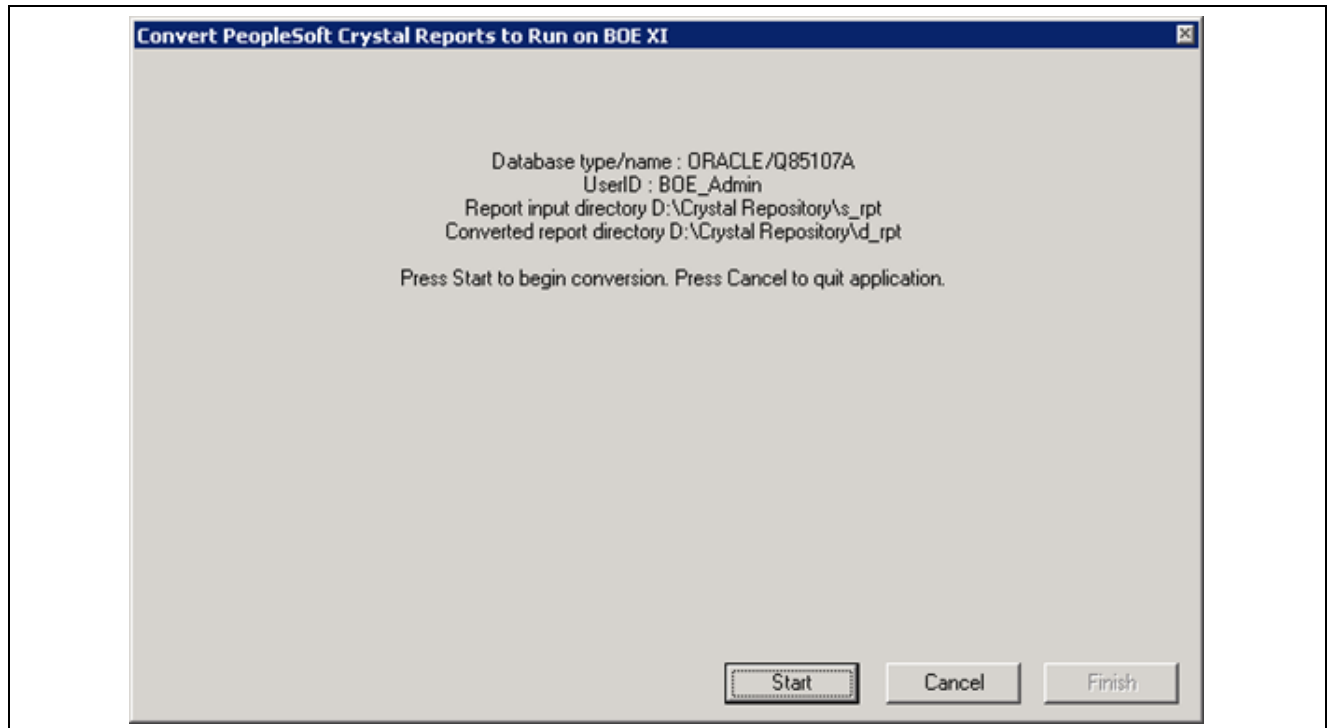 Convert PeopleSoft Crystal Reports to Run on BOE XI
Database type/name : ORACLE/Q85107A
UserID : BOE_Admin
Report input directory D:\Crystal Repository\s_rpt
Converted report directory D:\Crystal Repository\d_rpt
Press Start to begin conversion. Press Cancel to quit application.
Start Cancel Finish